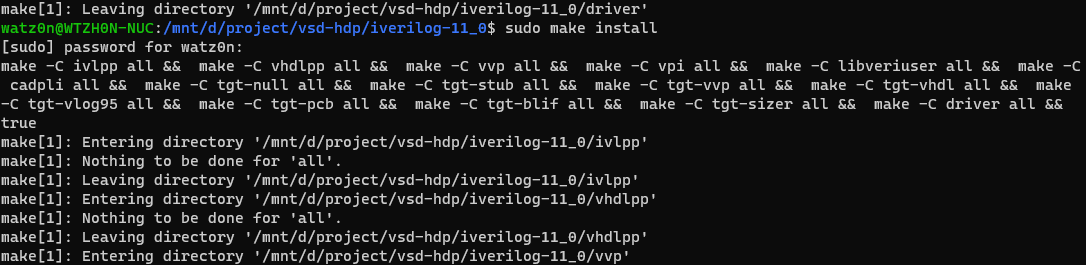 make[1]: Leaving directory '/mnt/d/project/vsd-hdp/iverilog-11_0/driver'
watz0n@WTZH0N-NUC:/mnt/d/project/vsd-hdp/iverilog-11_0$ sudo make install
[sudo] password for watz0n:
make -C ivlpp all &&  make -C vhdlpp all &&  make -C vvp all &&  make -C vpi all &&  make -C libveriuser all &&  make -C
 cadpli all &&  make -C tgt-null all &&  make -C tgt-stub all &&  make -C tgt-vvp all &&  make -C tgt-vhdl all &&  make
-C tgt-vlog95 all &&  make -C tgt-pcb all &&  make -C tgt-blif all &&  make -C tgt-sizer all &&  make -C driver all &&
true
make[1]: Entering directory '/mnt/d/project/vsd-hdp/iverilog-11_0/ivlpp'
make[1]: Nothing to be done for 'all'.
make[1]: Leaving directory '/mnt/d/project/vsd-hdp/iverilog-11_0/ivlpp'
make[1]: Entering directory '/mnt/d/project/vsd-hdp/iverilog-11_0/vhdlpp'
make[1]: Nothing to be done for 'all'.
make[1]: Leaving directory '/mnt/d/project/vsd-hdp/iverilog-11_0/vhdlpp'
make[1]: Entering directory '/mnt/d/project/vsd-hdp/iverilog-11_0/vvp'